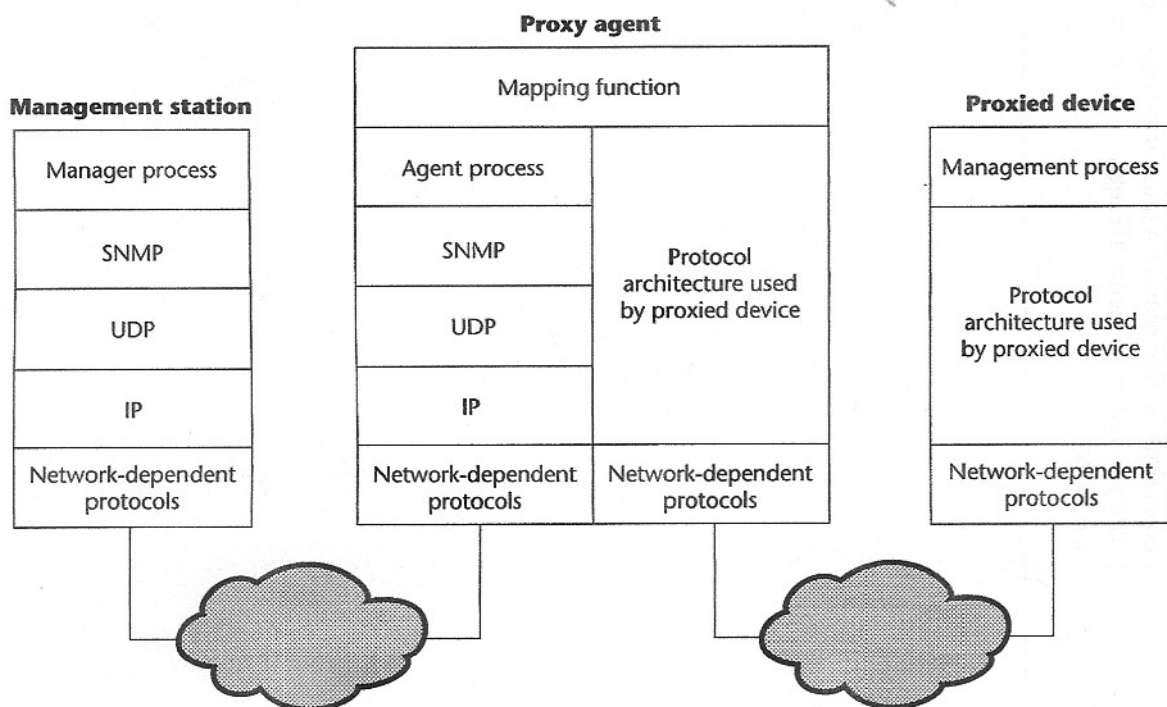 Proxy agent
Mapping function
Management station
Manager process
SNMP
UDP
IP
Network-dependent
protocols
Agent process
SNMP
UDP
IP
Network-dependent
protocols
Protocol
architecture used
by proxied device
Network-dependent
protocols
Proxied device
Management process
Protocol
architecture used
by proxied device
Network-dependent
protocols